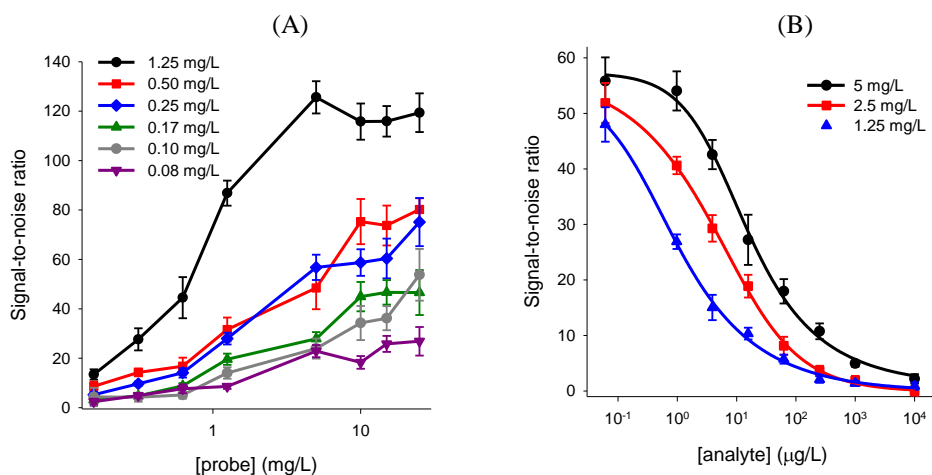 (A)
(B)
Signal-to-noise ratio
140
120
100
80
60
40
20
0
1.25 mg/L
0.50 mg/L
0.25 mg/L
0.17 mg/L
0.10 mg/L
0.08 mg/L
1
10
[probe] (mg/L)
Signal-to-noise ratio
60
50
40
30
20
10
0
5 mg/L
2.5 mg/L
1.25 mg/L
10⁻¹
10⁰
10¹
10²
10³
10⁴
[analyte] (μg/L)